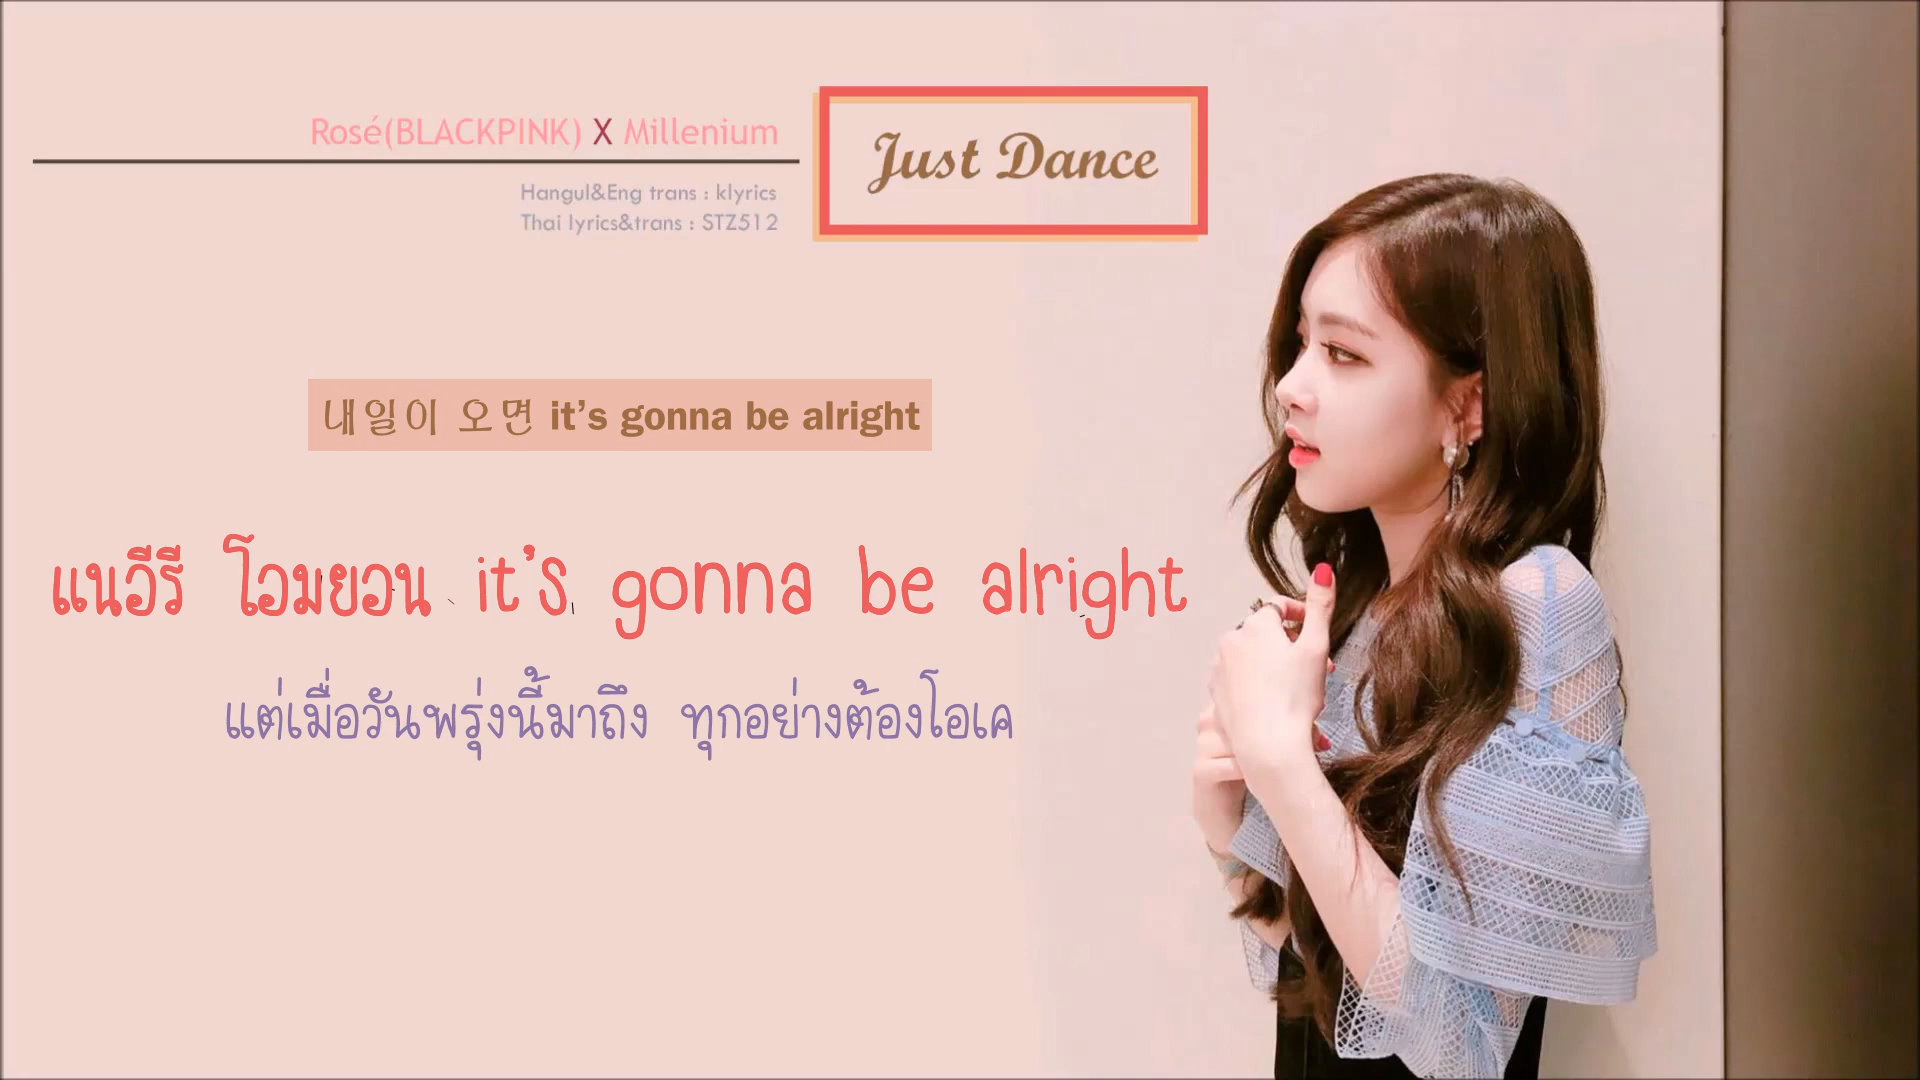 Rosé(BLACKPINK) X Millenium
Just Dance
Hangul&Eng trans : klyrics
Thai lyrics&trans : STZ512
내일이 오면 it’s gonna be alright
แนอีรี โอมยอน it’s gonna be alright
แต่เมื่อวันพรุ่งนี้มาถึง ทุกอย่างต้องโอเค